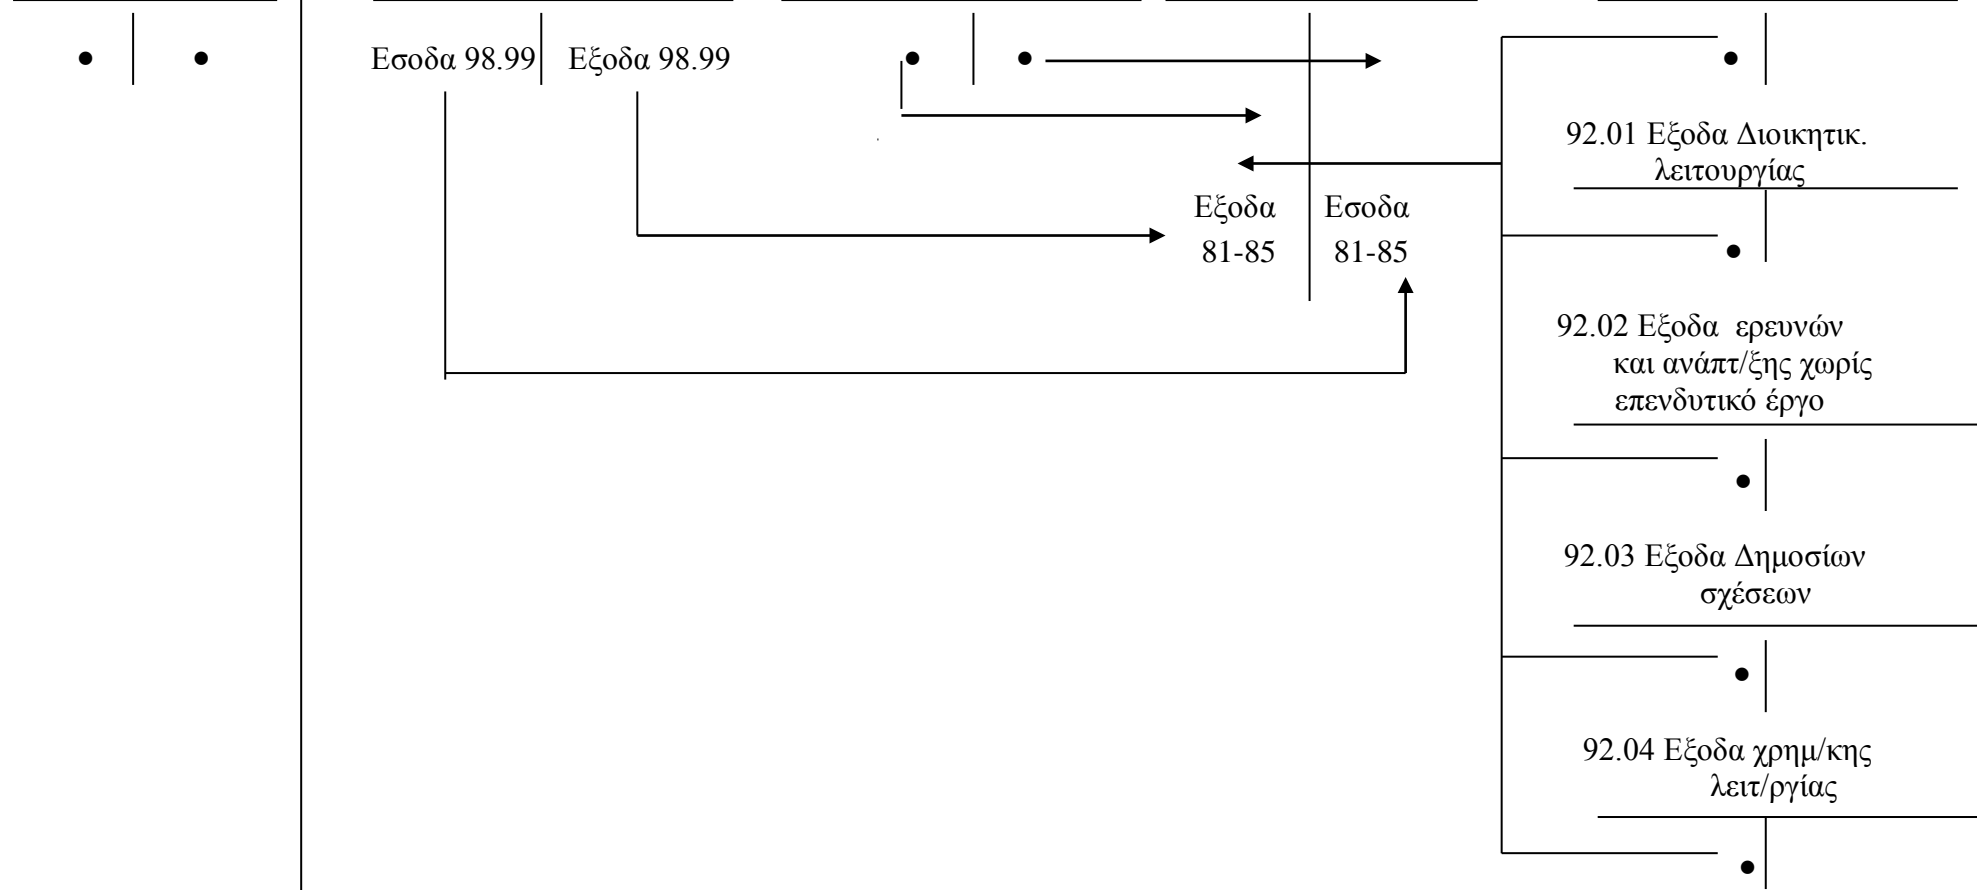 Εσοδα 98.99 Εξοδα 98.99
92.01 Εξοδα Διοικητικ.
λειτουργίας
Εξοδα Εσοδα
81-85 81-85
92.02 Εξοδα ερευνών
και ανάπτ/ξης χωρίς
επενδυτικό έργο
92.03 Εξοδα Δημοσίων
σχέσεων
92.04 Εξοδα χρημ/κης
λειτ/ργίας